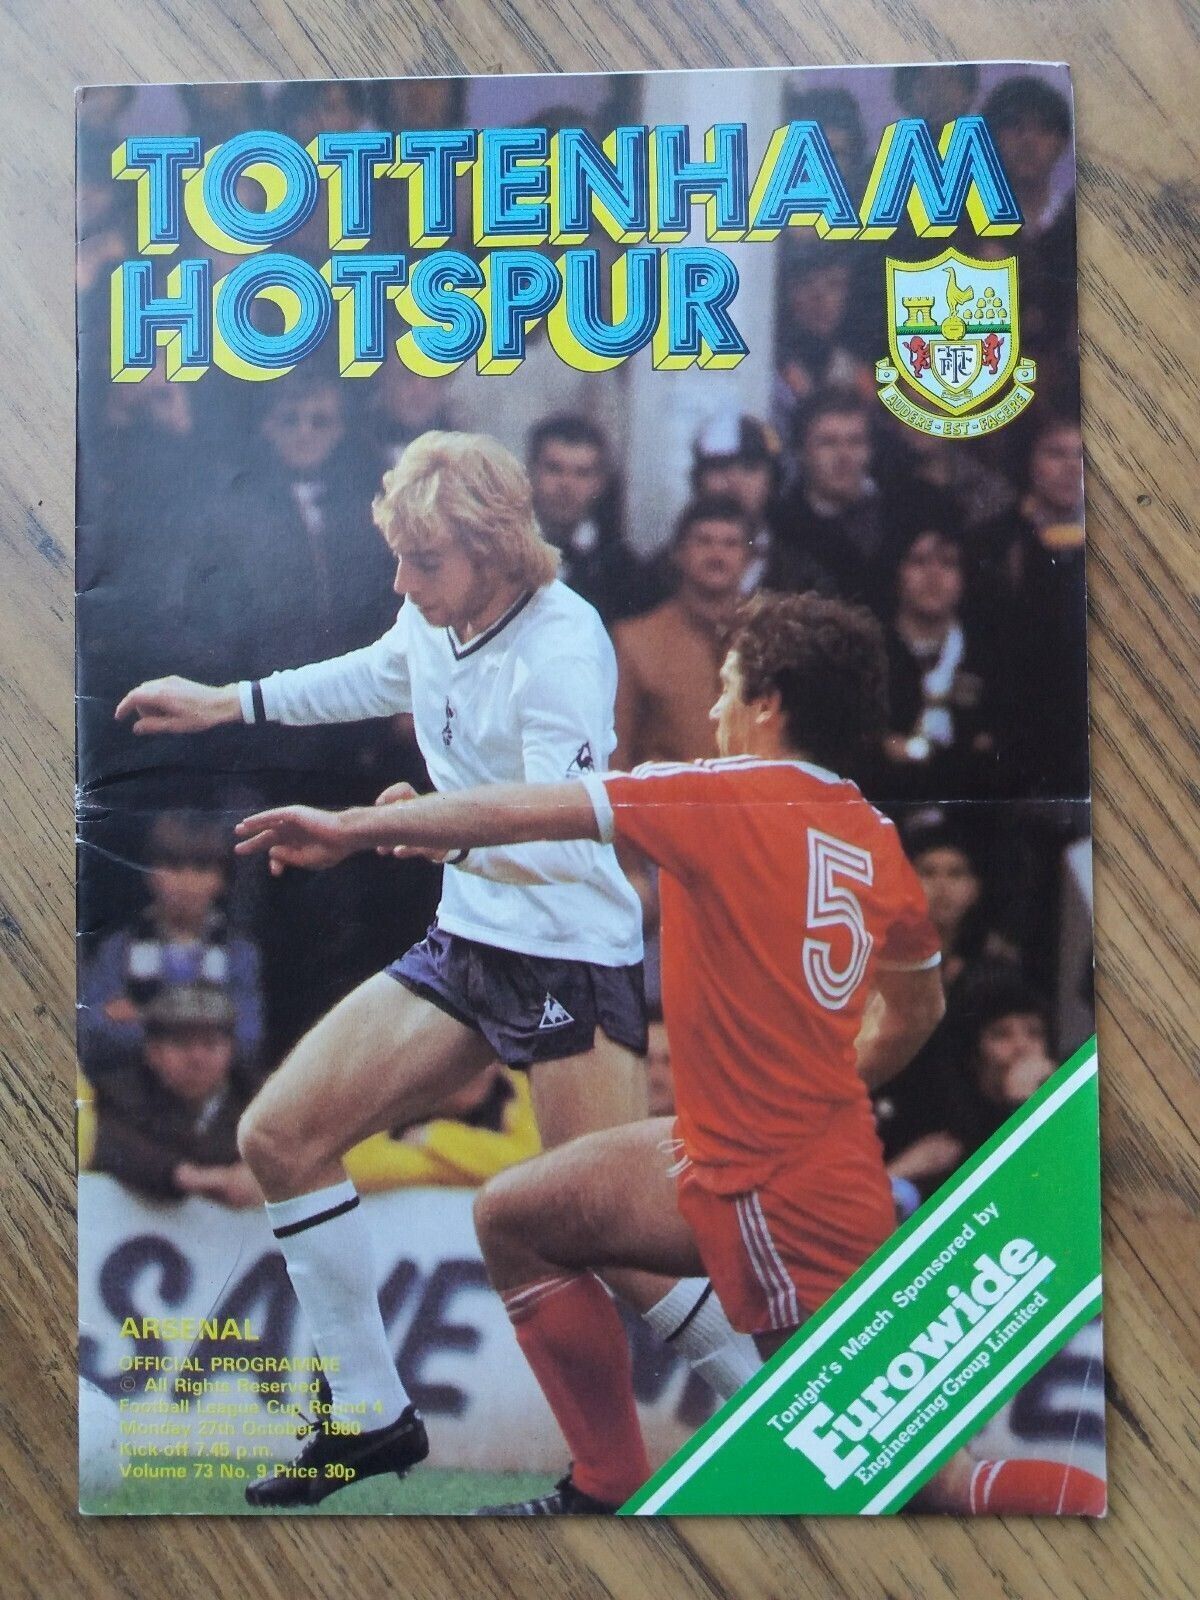 TOTTENHAM
HOTSPUR
AUDERE-EST-FACERE
5
SAVE
S
ARSENAL
OFFICIAL PROGRAMME
© All Rights Reserved
Football League Cup Round 4
Monday 27th October 1980
Kick-off 7.45 p.m.
Volume 73 No. 9 Price 30p
Tonight's Match Sponsored by
Eurowide
Engineering Group Limited